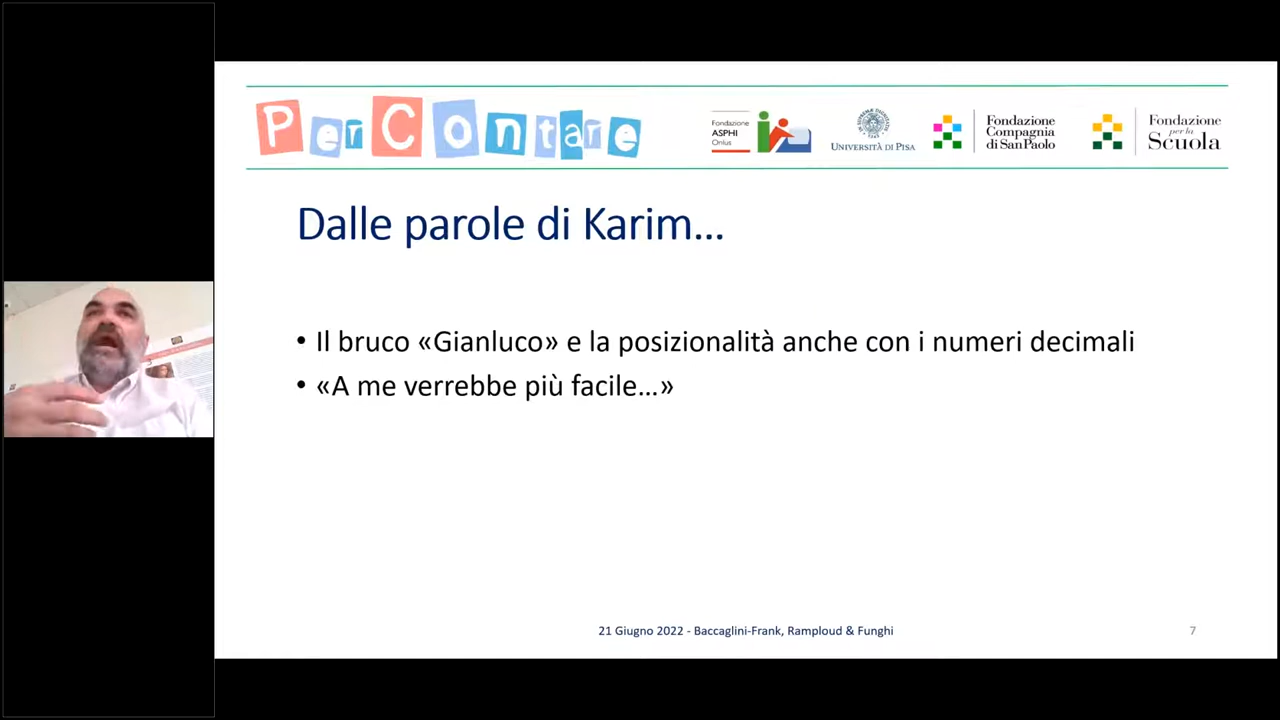 PerContare
Fondazione
ASPHI
Onlus
UNIVERSITÀ DI PISA
Fondazione
Compagnia
di San Paolo
Fondazione
per la
Scuola
Dalle parole di Karim...
• Il bruco «Gianluco» e la posizionalità anche con i numeri decimali
• «A me verrebbe più facile...»
21 Giugno 2022 - Baccaglini-Frank, Ramploud & Funghi
7